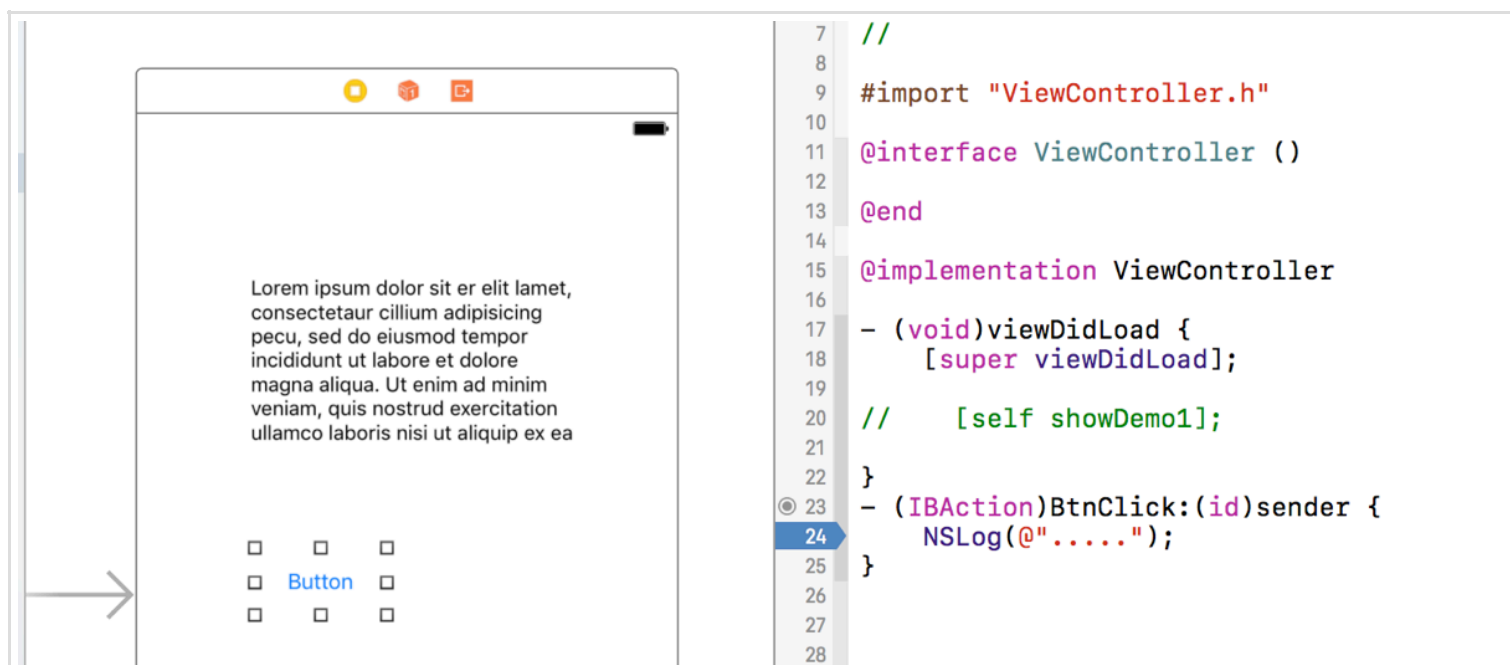 Lorem ipsum dolor sit er elit lamet,
consectetaur cillium adipisicing
pecu, sed do eiusmod tempor
incididunt ut labore et dolore
magna aliqua. Ut enim ad minim
veniam, quis nostrud exercitation
ullamco laboris nisi ut aliquip ex ea
Button
7 //
8
9 #import "ViewController.h"
10
11 @interface ViewController ()
12
13 @end
14
15 @implementation ViewController
16
17 - (void)viewDidLoad {
18     [super viewDidLoad];
19
20 //    [self showDemo1];
21
22 }
23 - (IBAction)BtnClick:(id)sender {
24     NSLog(@".....");
25 }
26
27
28